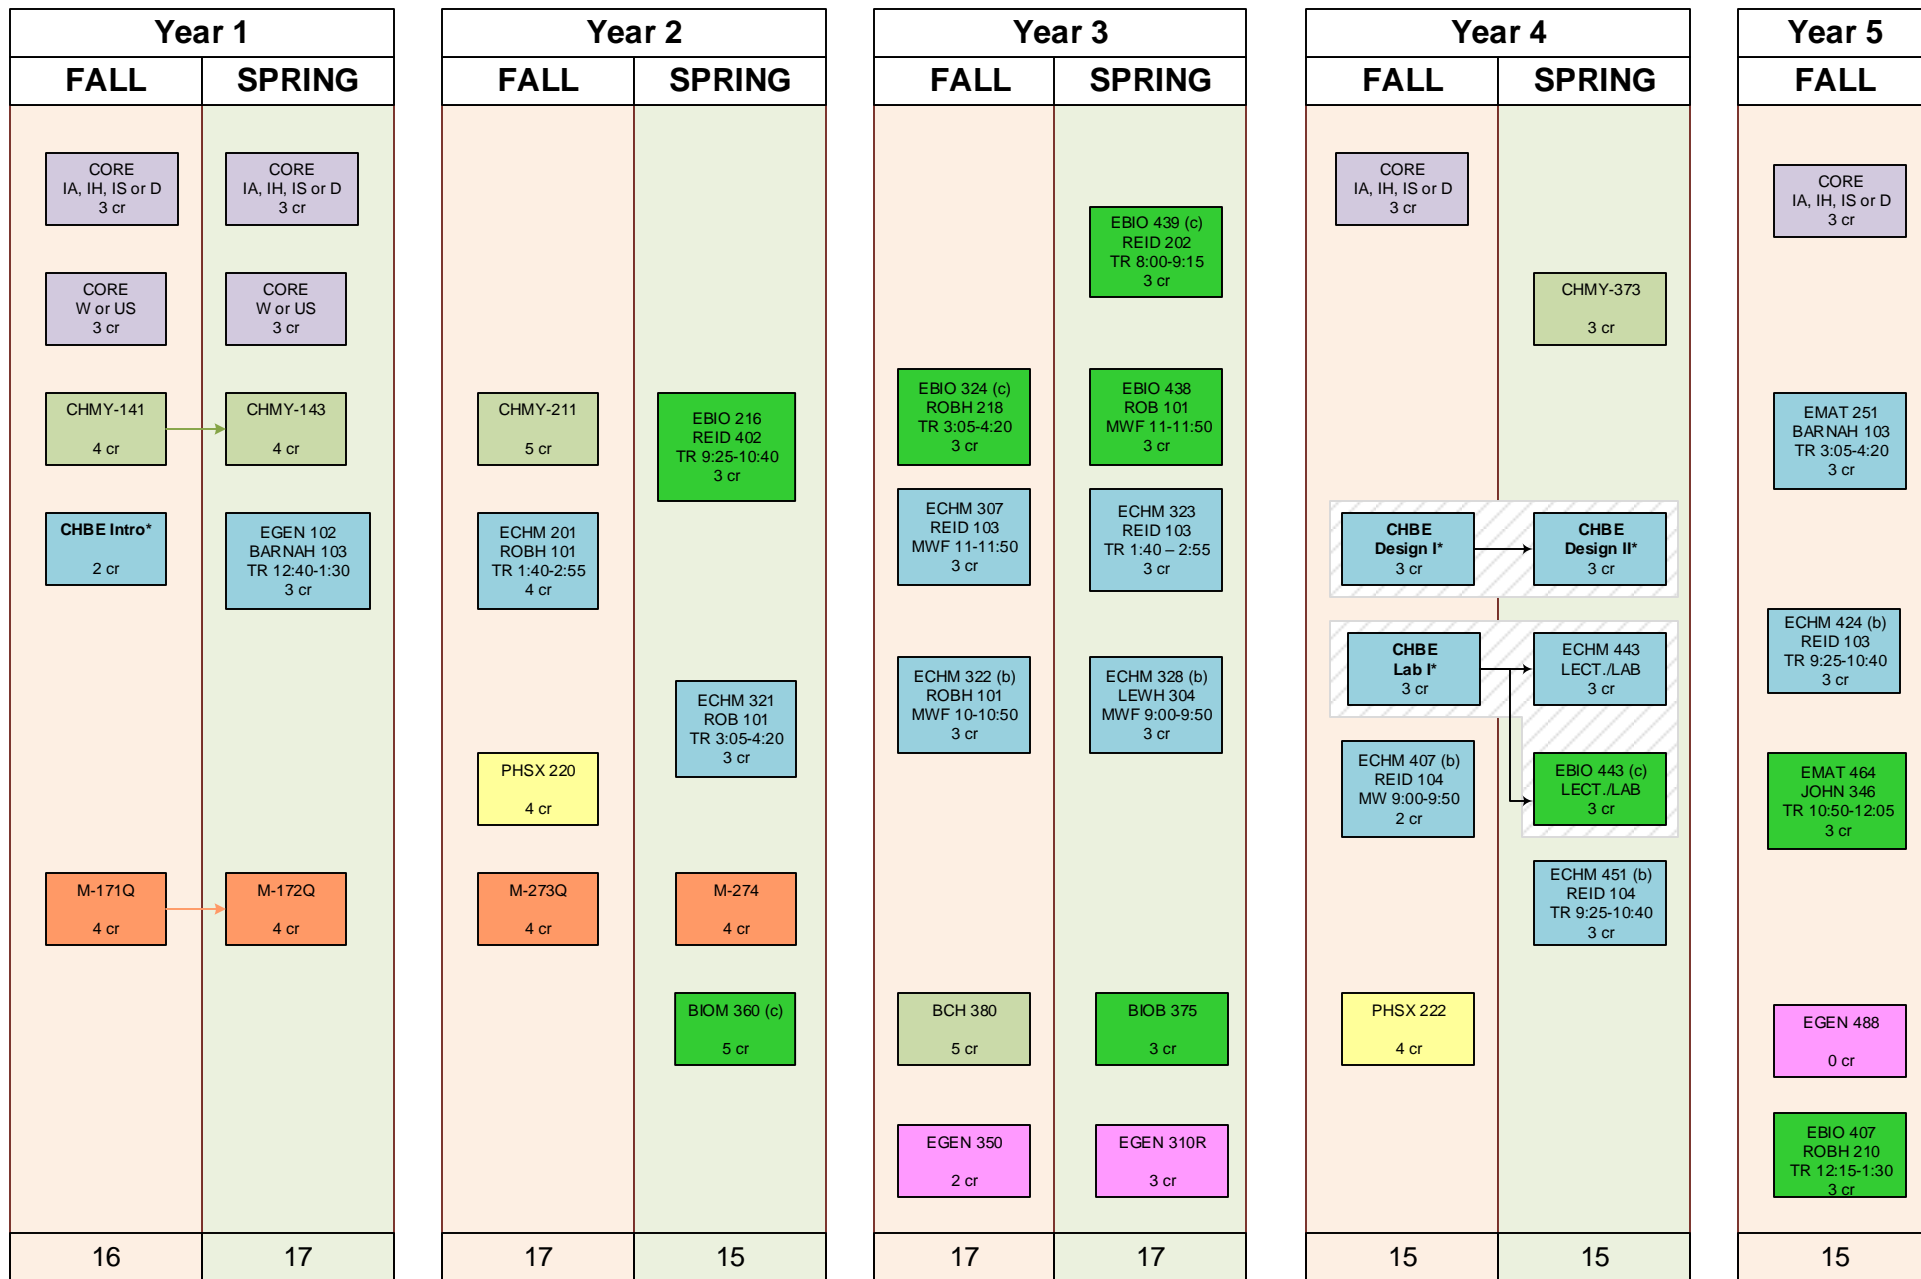 Year 1
FALL
SPRING
CORE
IA, IH, IS or D
3 cr
CORE
W or US
3 cr
CHMY-141
4 cr
CHBE Intro*
2 cr
M-171Q
4 cr
16
CORE
IA, IH, IS or D
3 cr
CORE
W or US
3 cr
CHMY-143
4 cr
EGEN 102
BARNAH 103
TR 12:40-1:30
3 cr
M-172Q
4 cr
17
Year 2
FALL
SPRING
CHMY-211
5 cr
ECHM 201
ROBH 101
TR 1:40-2:55
4 cr
PHSX 220
4 cr
M-273Q
4 cr
17
EBIO 216
REID 402
TR 9:25-10:40
3 cr
ECHM 321
ROB 101
TR 3:05-4:20
3 cr
M-274
4 cr
BIOM 360 (c)
5 cr
15
Year 3
FALL
SPRING
EBIO 324 (c)
ROBH 218
TR 3:05-4:20
3 cr
ECHM 307
REID 103
MWF 11-11:50
3 cr
ECHM 322 (b)
ROBH 101
MWF 10-10:50
3 cr
BCH 380
5 cr
EGEN 350
2 cr
17
EBIO 439 (c)
REID 202
TR 8:00-9:15
3 cr
EBIO 438
ROB 101
MWF 11-11:50
3 cr
ECHM 323
REID 103
TR 1:40 – 2:55
3 cr
ECHM 328 (b)
LEWH 304
MWF 9:00-9:50
3 cr
BIOB 375
3 cr
EGEN 310R
3 cr
17
Year 4
FALL
SPRING
CORE
IA, IH, IS or D
3 cr
CHBE
Design I*
3 cr
CHBE
Lab I*
3 cr
ECHM 407 (b)
REID 104
MW 9:00-9:50
2 cr
PHSX 222
4 cr
15
CHMY-373
3 cr
CHBE
Design II*
3 cr
ECHM 443
LECT./LAB
3 cr
EBIO 443 (c)
LECT./LAB
3 cr
ECHM 451 (b)
REID 104
TR 9:25-10:40
3 cr
15
Year 5
FALL
CORE
IA, IH, IS or D
3 cr
EMAT 251
BARNAH 103
TR 3:05-4:20
3 cr
ECHM 424 (b)
REID 103
TR 9:25-10:40
3 cr
EMAT 464
JOHN 346
TR 10:50-12:05
3 cr
EGEN 488
0 cr
EBIO 407
ROBH 210
TR 12:15-1:30
3 cr
15